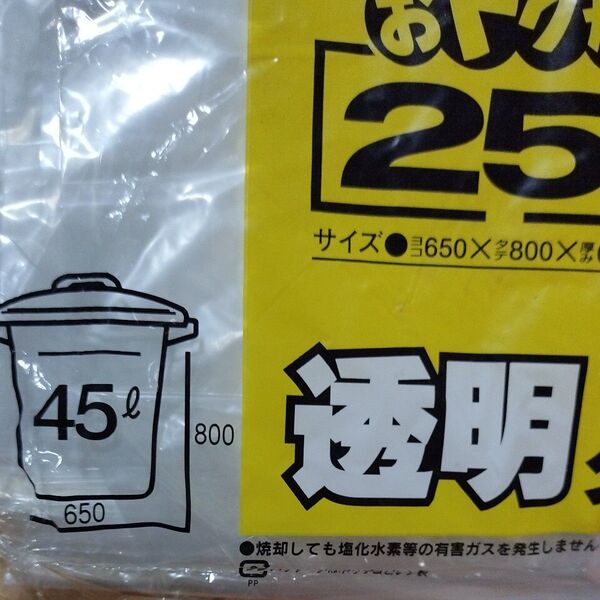 25
サイズ●ヨコ650×タテ800×厚み
45ℓ
800
650
透明
●焼却しても塩化水素等の有害ガスを発生しません
PP